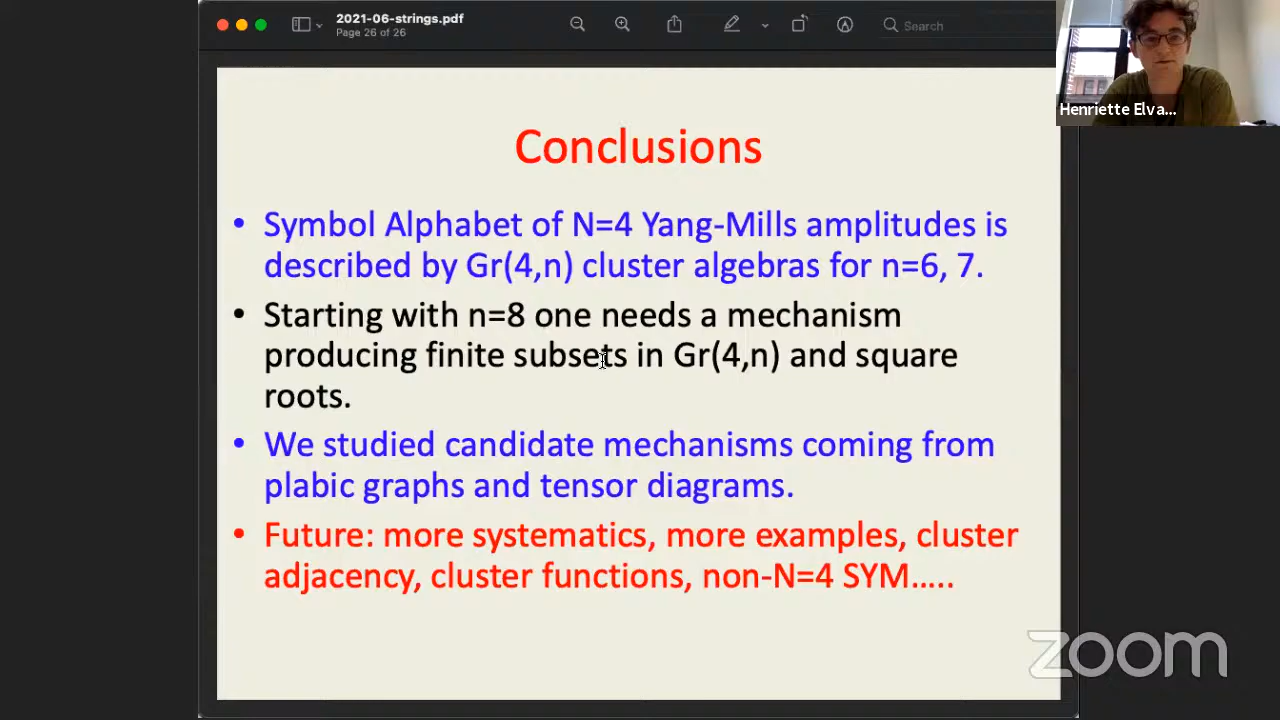 2021-06-strings.pdf
Page 26 of 26
Search
Henriette Elva...
Conclusions
• Symbol Alphabet of N=4 Yang-Mills amplitudes is
described by Gr(4,n) cluster algebras for n=6, 7.
• Starting with n=8 one needs a mechanism
producing finite subsets in Gr(4,n) and square
roots.
• We studied candidate mechanisms coming from
plabic graphs and tensor diagrams.
• Future: more systematics, more examples, cluster
adjacency, cluster functions, non-N=4 SYM.....
zoom